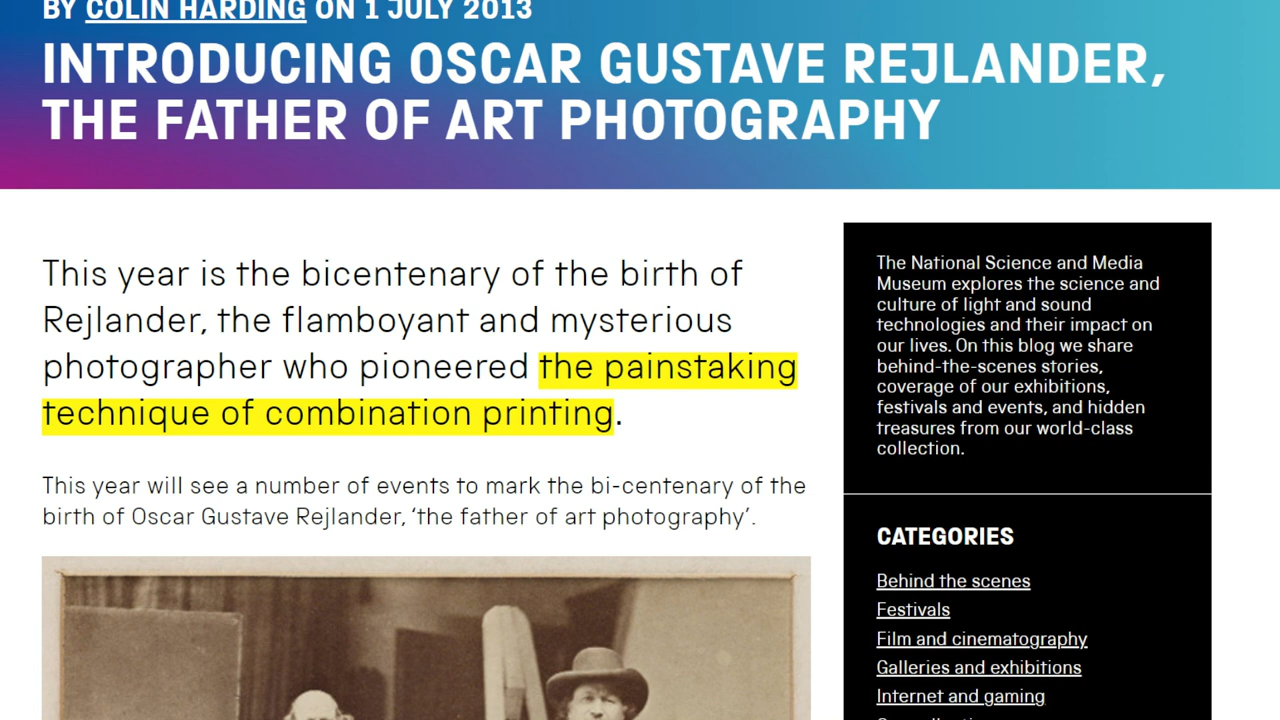 BY COLIN HARDING ON 1 JULY 2013
INTRODUCING OSCAR GUSTAVE REJLANDER,
THE FATHER OF ART PHOTOGRAPHY
This year is the bicentenary of the birth of
Rejlander, the flamboyant and mysterious
photographer who pioneered the painstaking
technique of combination printing.
This year will see a number of events to mark the bi-centenary of the
birth of Oscar Gustave Rejlander, ‘the father of art photography’.
The National Science and Media
Museum explores the science and
culture of light and sound
technologies and their impact on
our lives. On this blog we share
behind-the-scenes stories,
coverage of our exhibitions,
festivals and events, and hidden
treasures from our world-class
collection.
CATEGORIES
Behind the scenes
Festivals
Film and cinematography
Galleries and exhibitions
Internet and gaming